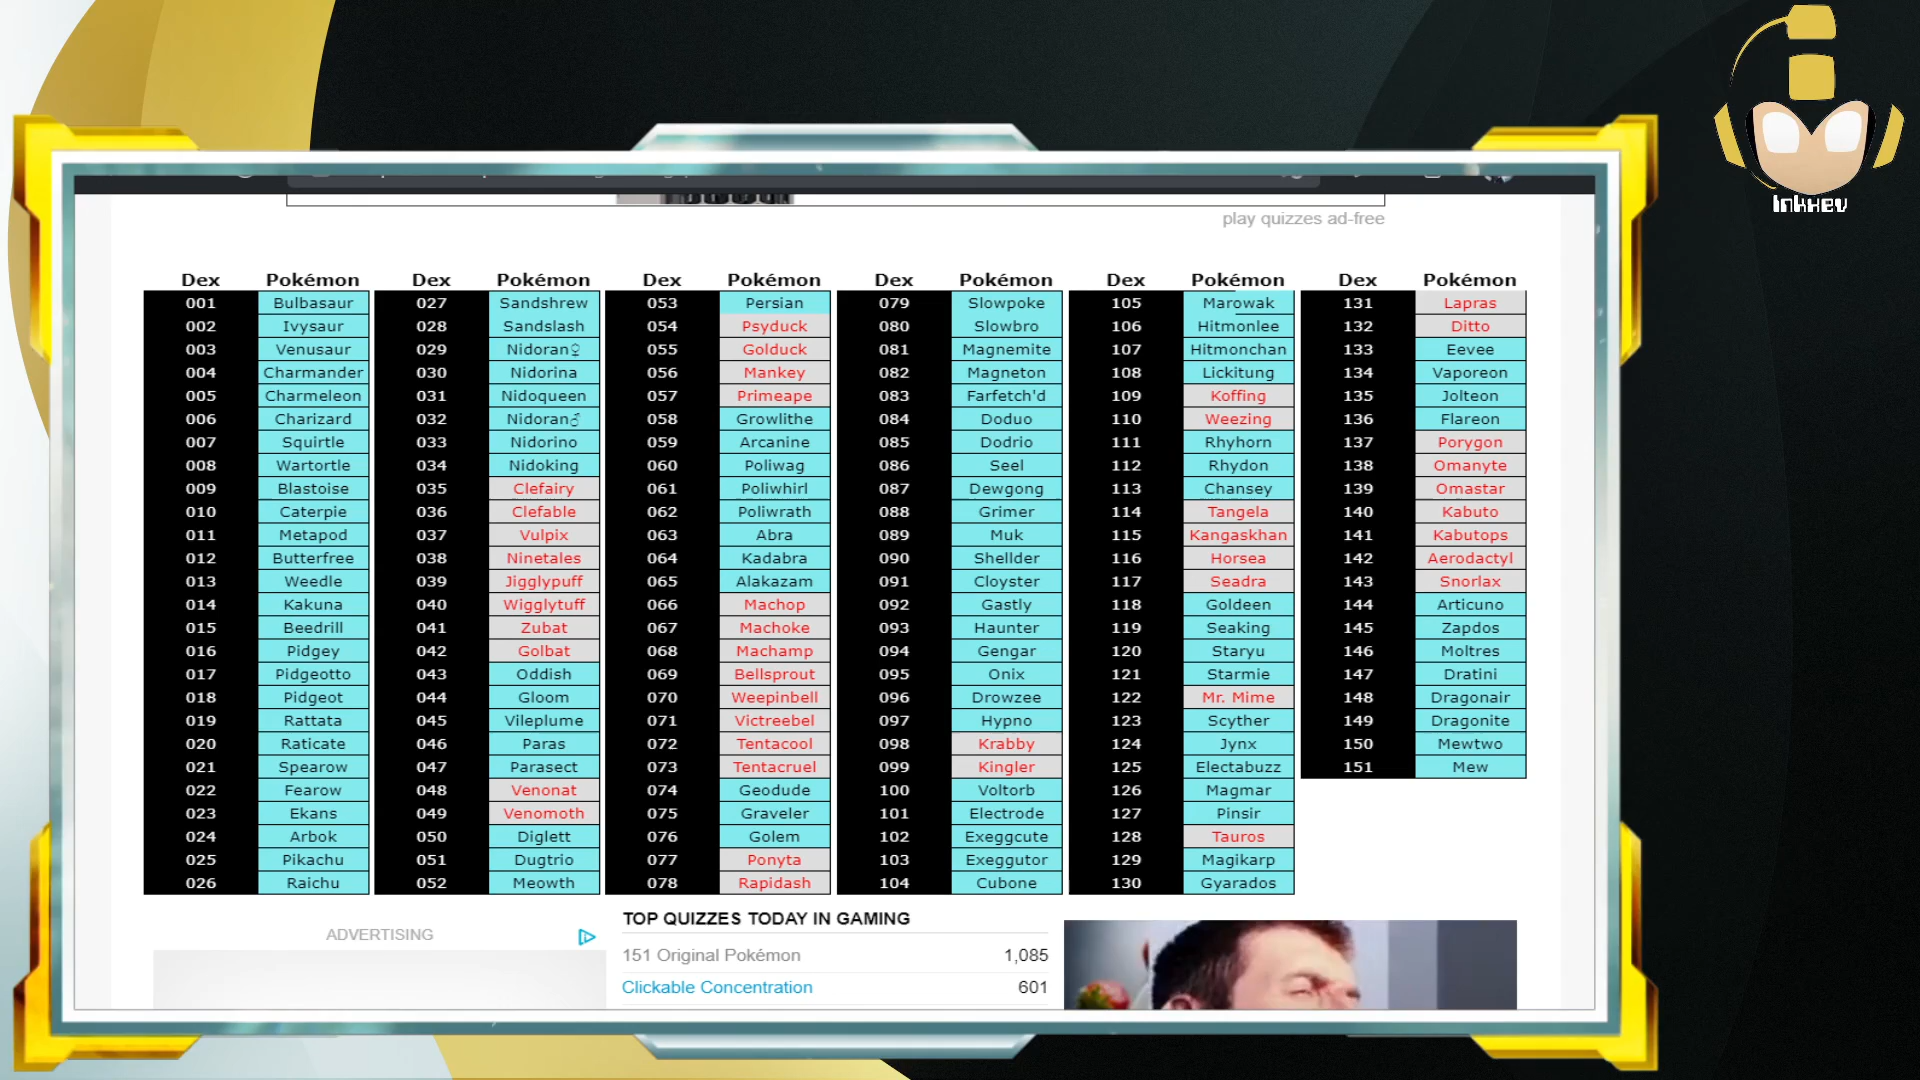 inkHev
play quizzes ad-free
Dex Pokémon Dex Pokémon Dex Pokémon Dex Pokémon Dex Pokémon Dex Pokémon
001 Bulbasaur 027 Sandshrew 053 Persian 079 Slowpoke 105 Marowak 131 Lapras
002 Ivysaur 028 Sandslash 054 Psyduck 080 Slowbro 106 Hitmonlee 132 Ditto
003 Venusaur 029 Nidoran♀ 055 Golduck 081 Magnemite 107 Hitmonchan 133 Eevee
004 Charmander 030 Nidorina 056 Mankey 082 Magneton 108 Lickitung 134 Vaporeon
005 Charmeleon 031 Nidoqueen 057 Primeape 083 Farfetch'd 109 Koffing 135 Jolteon
006 Charizard 032 Nidoran♂ 058 Growlithe 084 Doduo 110 Weezing 136 Flareon
007 Squirtle 033 Nidorino 059 Arcanine 085 Dodrio 111 Rhyhorn 137 Porygon
008 Wartortle 034 Nidoking 060 Poliwag 086 Seel 112 Rhydon 138 Omanyte
009 Blastoise 035 Clefairy 061 Poliwhirl 087 Dewgong 113 Chansey 139 Omastar
010 Caterpie 036 Clefable 062 Poliwrath 088 Grimer 114 Tangela 140 Kabuto
011 Metapod 037 Vulpix 063 Abra 089 Muk 115 Kangaskhan 141 Kabutops
012 Butterfree 038 Ninetales 064 Kadabra 090 Shellder 116 Horsea 142 Aerodactyl
013 Weedle 039 Jigglypuff 065 Alakazam 091 Cloyster 117 Seadra 143 Snorlax
014 Kakuna 040 Wigglytuff 066 Machop 092 Gastly 118 Goldeen 144 Articuno
015 Beedrill 041 Zubat 067 Machoke 093 Haunter 119 Seaking 145 Zapdos
016 Pidgey 042 Golbat 068 Machamp 094 Gengar 120 Staryu 146 Moltres
017 Pidgeotto 043 Oddish 069 Bellsprout 095 Onix 121 Starmie 147 Dratini
018 Pidgeot 044 Gloom 070 Weepinbell 096 Drowzee 122 Mr. Mime 148 Dragonair
019 Rattata 045 Vileplume 071 Victreebel 097 Hypno 123 Scyther 149 Dragonite
020 Raticate 046 Paras 072 Tentacool 098 Krabby 124 Jynx 150 Mewtwo
021 Spearow 047 Parasect 073 Tentacruel 099 Kingler 125 Electabuzz 151 Mew
022 Fearow 048 Venonat 074 Geodude 100 Voltorb 126 Magmar
023 Ekans 049 Venomoth 075 Graveler 101 Electrode 127 Pinsir
024 Arbok 050 Diglett 076 Golem 102 Exeggcute 128 Tauros
025 Pikachu 051 Dugtrio 077 Ponyta 103 Exeggutor 129 Magikarp
026 Raichu 052 Meowth 078 Rapidash 104 Cubone 130 Gyarados
ADVERTISING
TOP QUIZZES TODAY IN GAMING
151 Original Pokémon 1,085
Clickable Concentration 601